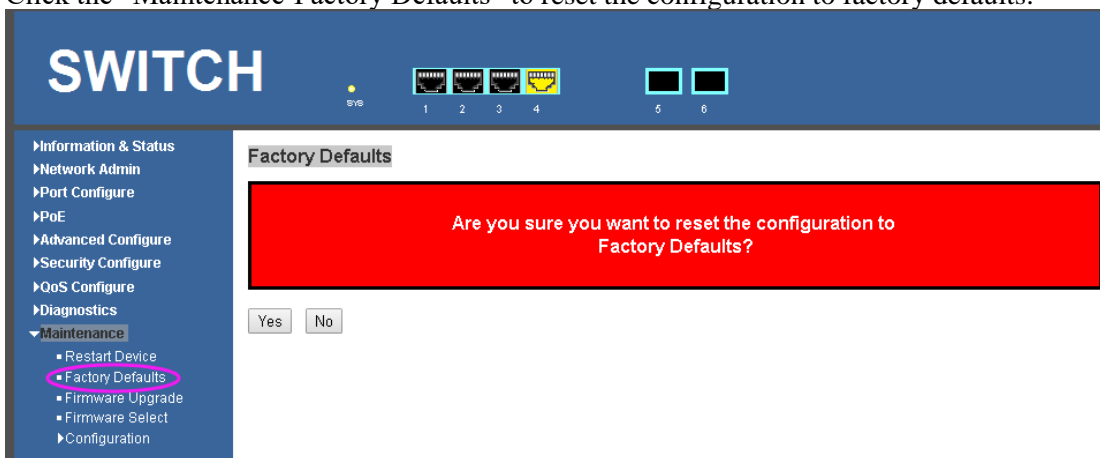 Click the "Maintenance-Factory Defaults" to reset the configuration to factory defaults.
SWITCH
SYS
1 2 3 4 5 6
Information & Status
Network Admin
Port Configure
PoE
Advanced Configure
Security Configure
QoS Configure
Diagnostics
Maintenance
Restart Device
Factory Defaults
Firmware Upgrade
Firmware Select
Configuration
Factory Defaults
Are you sure you want to reset the configuration to
Factory Defaults?
Yes No